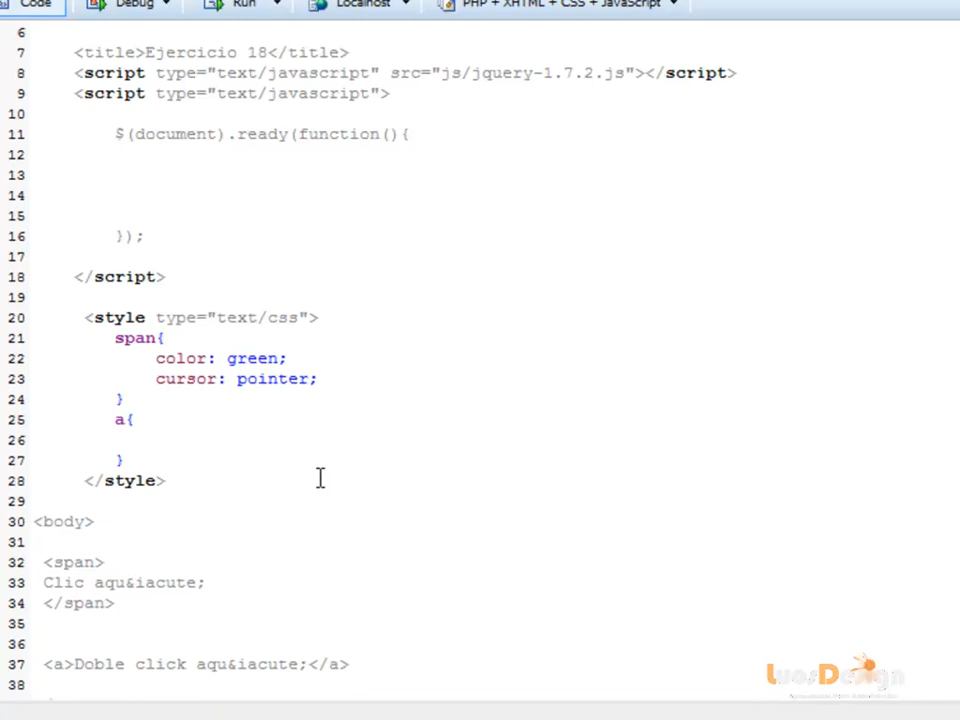 Code Debug Run Localhost PHP + XHTML + CSS + JavaScript
6
7 <title>Ejercicio 18</title>
8 <script type="text/javascript" src="js/jquery-1.7.2.js"></script>
9 <script type="text/javascript">
10
11 $(document).ready(function(){
12
13
14
15
16 });
17
18 </script>
19
20 <style type="text/css">
21 span{
22 color: green;
23 cursor: pointer;
24 }
25 a{
26
27 }
28 </style>
29
30 <body>
31
32 <span>
33 Clic aqu&iacute;
34 </span>
35
36
37 <a>Doble click aqu&iacute;</a>
38
LuosDesign